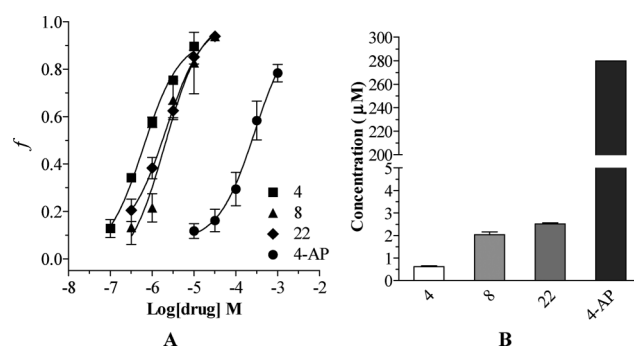 f
1.0
0.8
0.6
0.4
0.2
0.0
-8 -7 -6 -5 -4 -3 -2
Log[drug] M
4
8
22
4-AP
A
Concentration ( μM)
300
280
260
240
220
200
6
5
4
3
2
1
0
4 8 22 4-AP
B